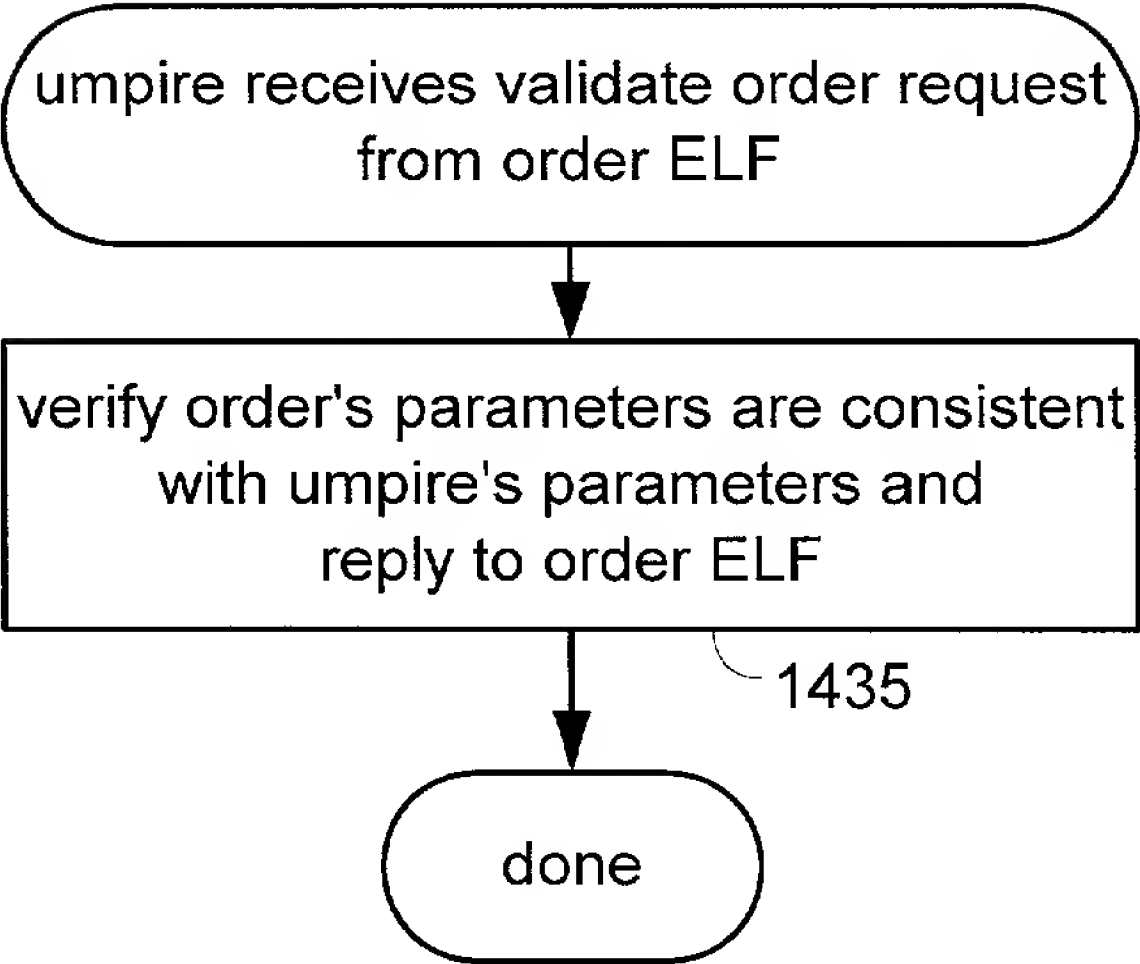 umpire receives validate order request
from order ELF
verify order's parameters are consistent
with umpire's parameters and
reply to order ELF
1435
done